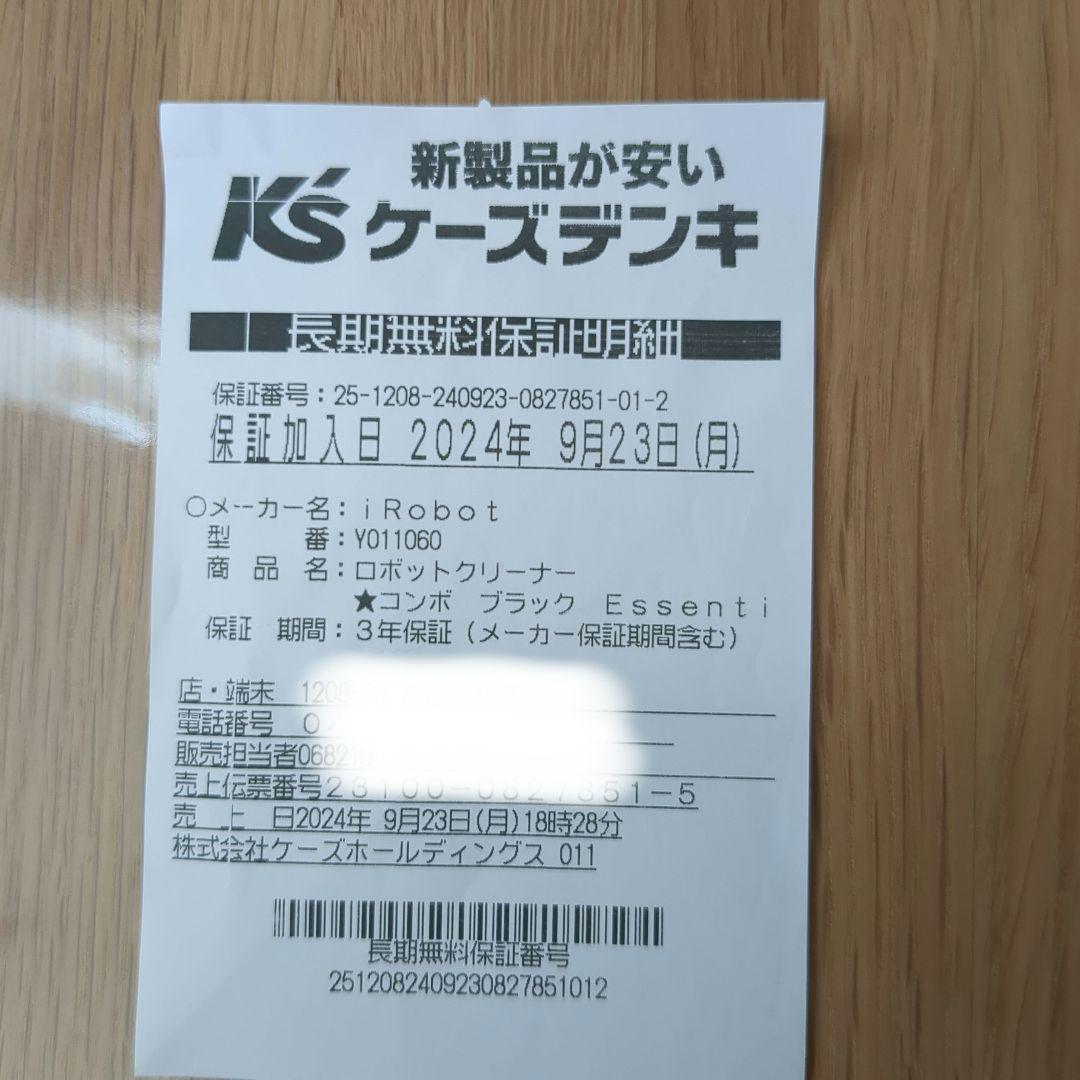 新製品が安い
K's ケーズデンキ
長期無料保証明細
保証番号：25-1208-240923-0827851-01-2
保証加入日 2024年 9月23日(月)
○メーカー名：iRobot
型　　番：Y011060
商 品 名：ロボットクリーナー
★コンボ ブラック Essenti
保証 期間：3年保証(メーカー保証期間含む)
店・端末 1208
電話番号 04
販売担当者068219
売上伝票番号23100-0827851-5
売 上 日2024年 9月23日(月)18時28分
株式会社ケーズホールディングス 011
長期無料保証番号
2512082409230827851012